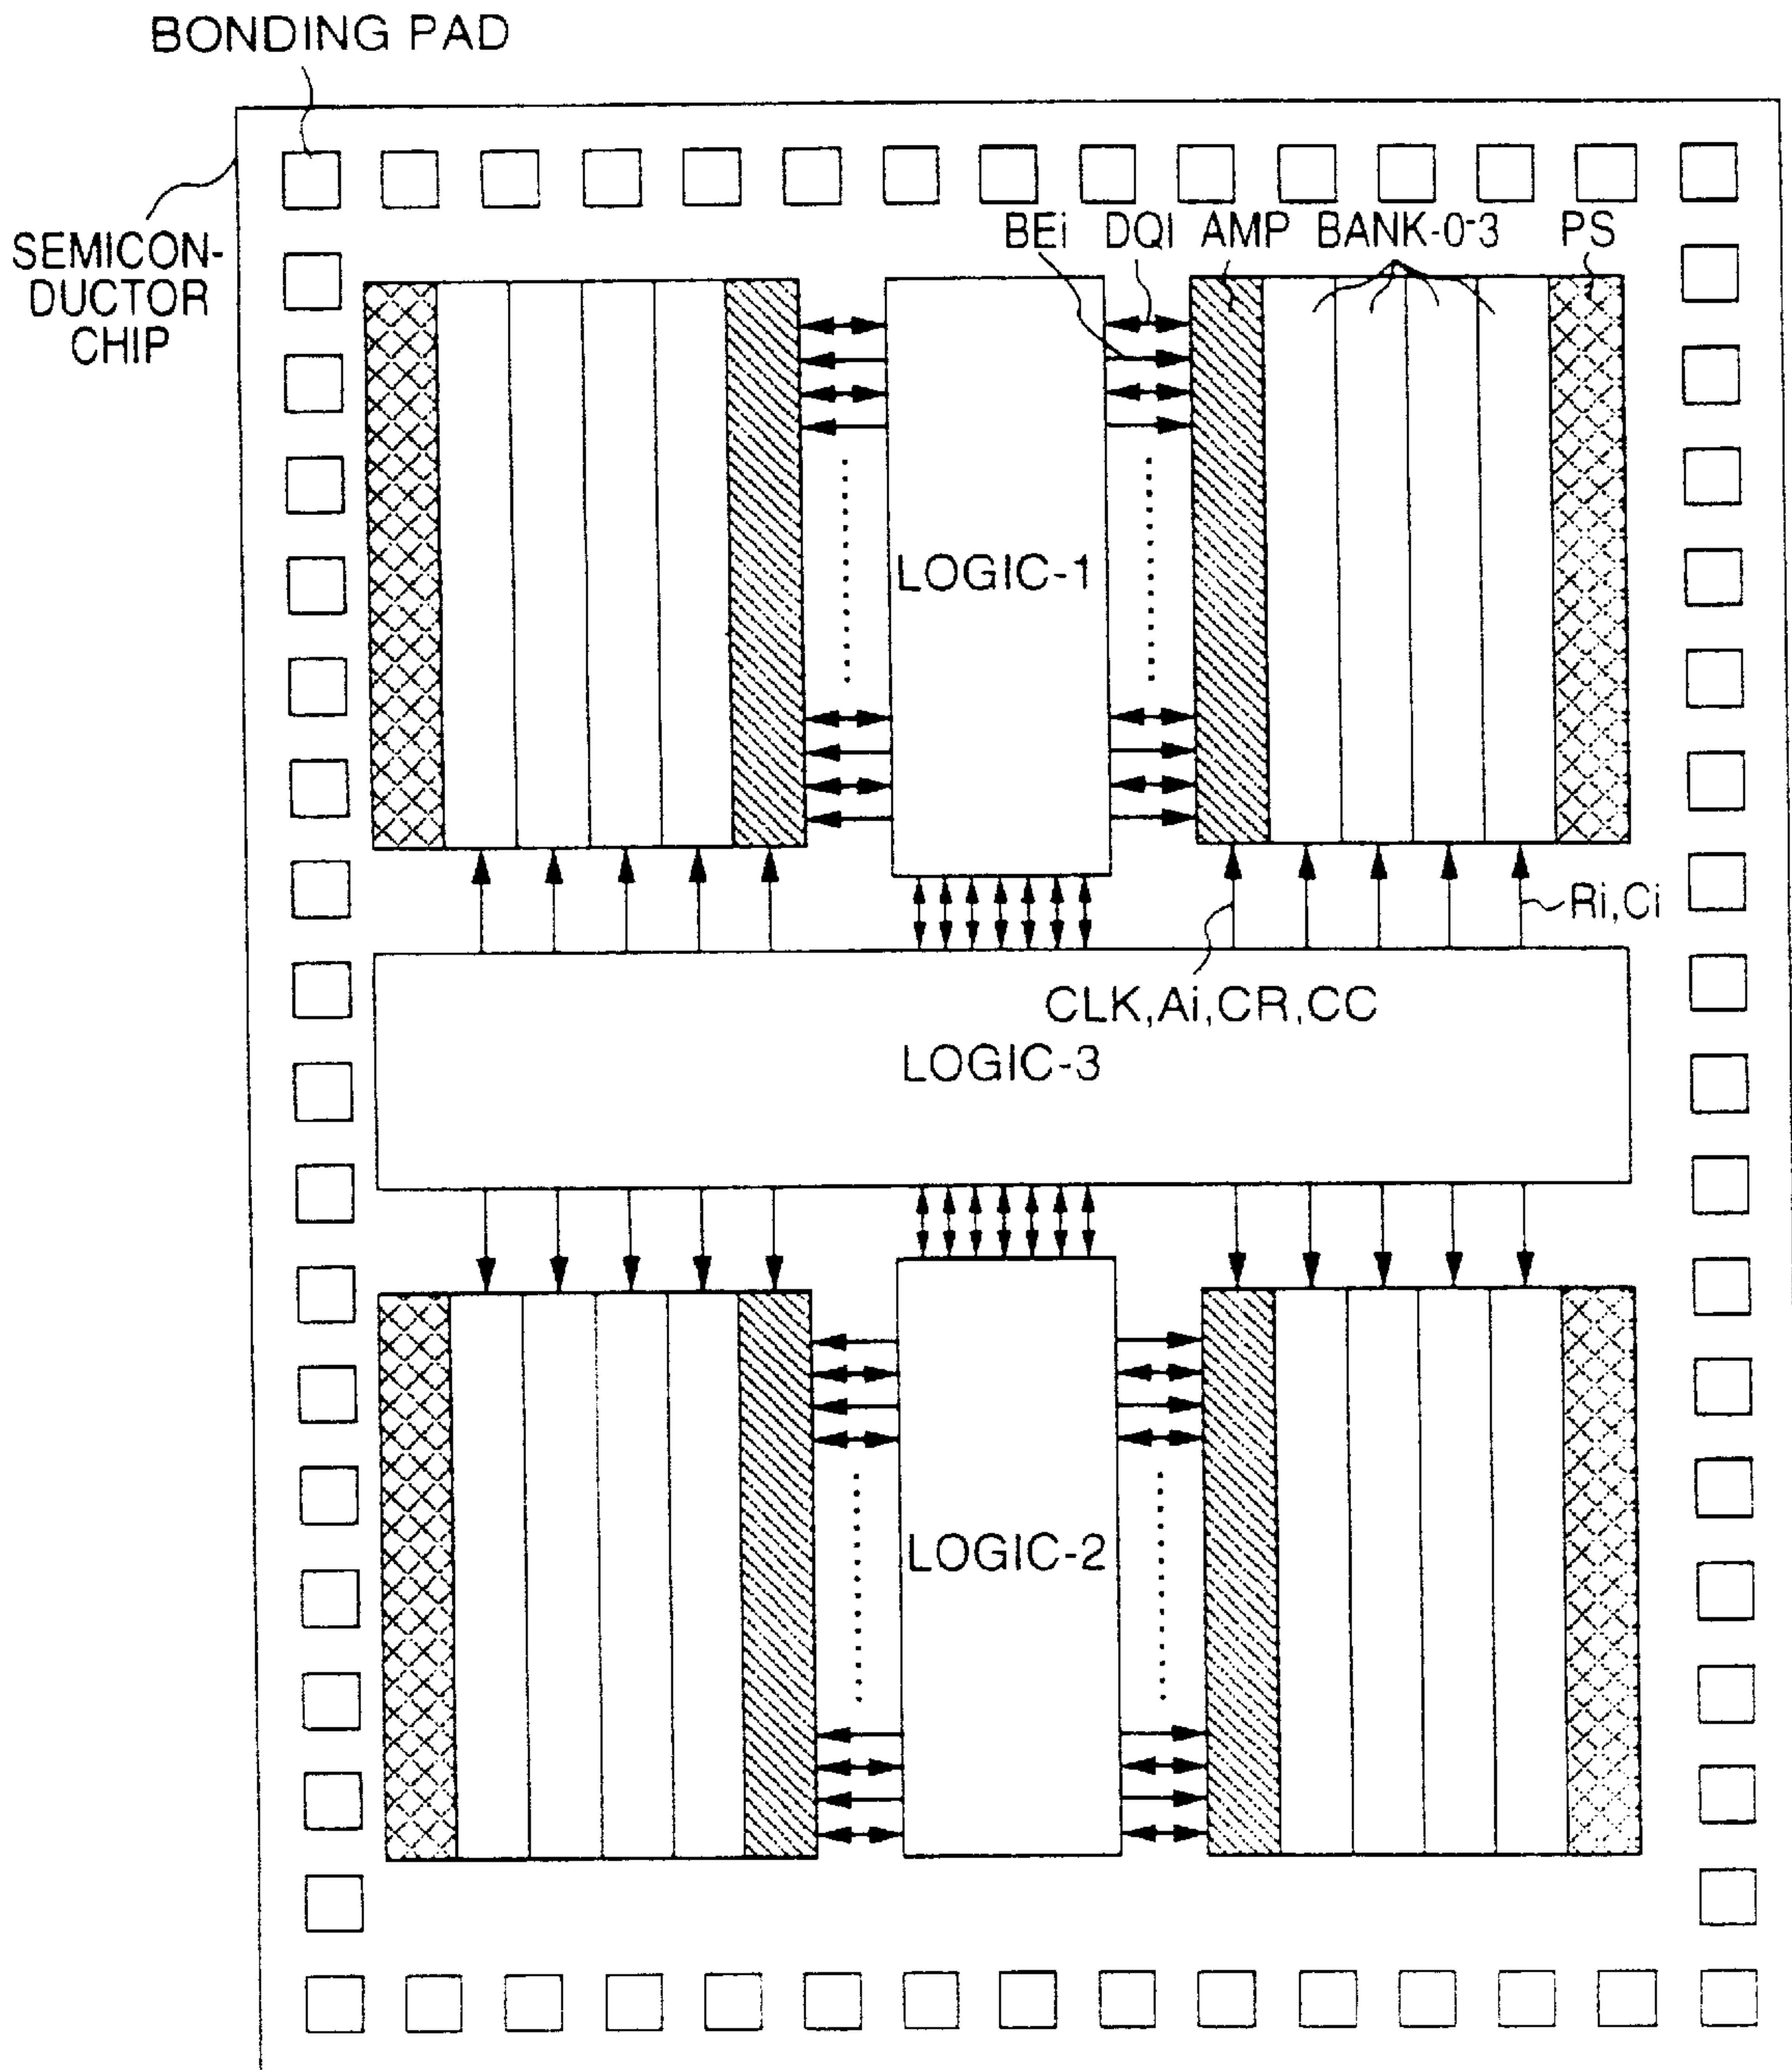 BONDING PAD
SEMICON-
DUCTOR
CHIP
BEi DQI AMP BANK-0-3 PS
LOGIC-1
Ri,Ci
CLK,Ai,CR,CC
LOGIC-3
LOGIC-2